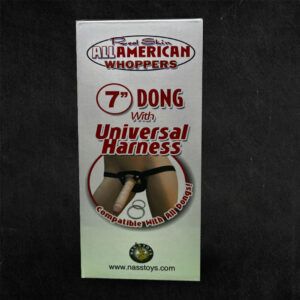 Real Skin
ALL AMERICAN
WHOPPERS
7" DONG
With
Universal
Harness
Compatible With All Dongs!
www.nasstoys.com